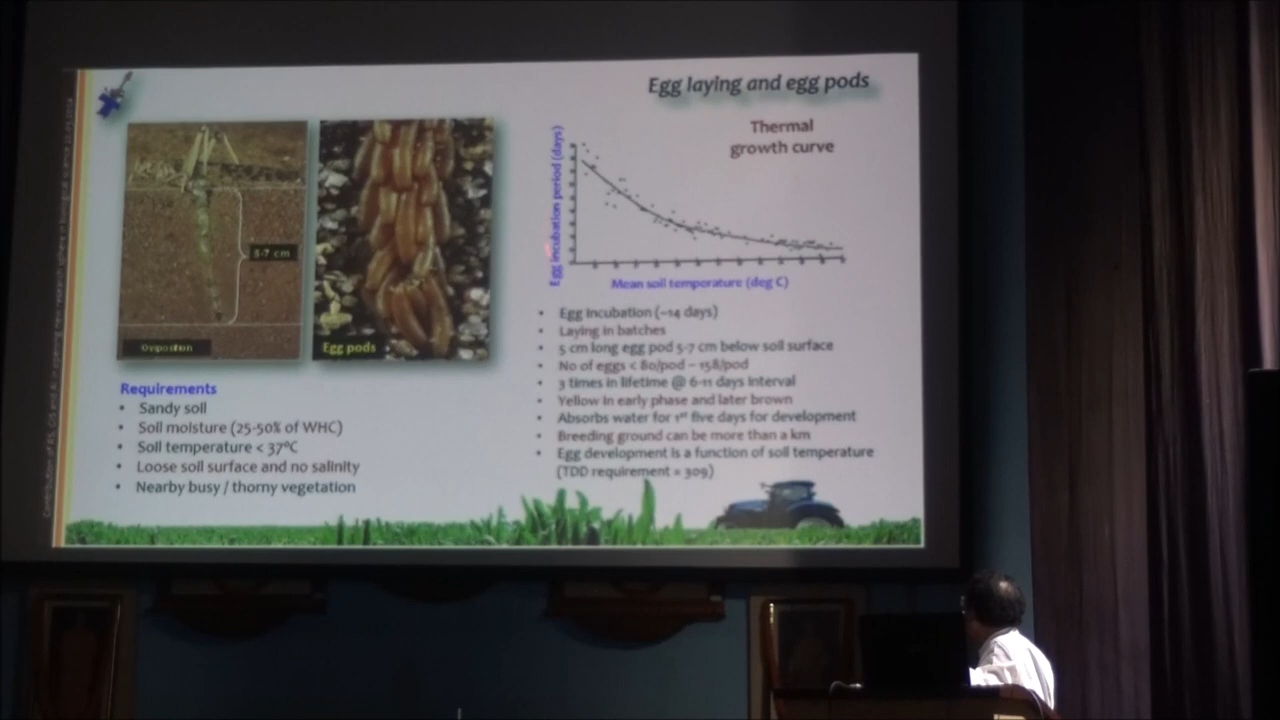 Egg laying and egg pods
5-7 cm
Oviposition
Egg pods
Thermal
growth curve
Egg incubation period (days)
Mean soil temperature (deg C)
Requirements
• Sandy soil
• Soil moisture (25-50% of WHC)
• Soil temperature < 37°C
• Loose soil surface and no salinity
• Nearby busy / thorny vegetation
• Egg incubation (~14 days)
• Laying in batches
• 5 cm long egg pod 5-7 cm below soil surface
• No of eggs < 80/pod – 158/pod
• 3 times in lifetime @ 6-11 days interval
• Yellow in early phase and later brown
• Absorbs water for 1st five days for development
• Breeding ground can be more than a km
• Egg development is a function of soil temperature
(TDD requirement = 309)